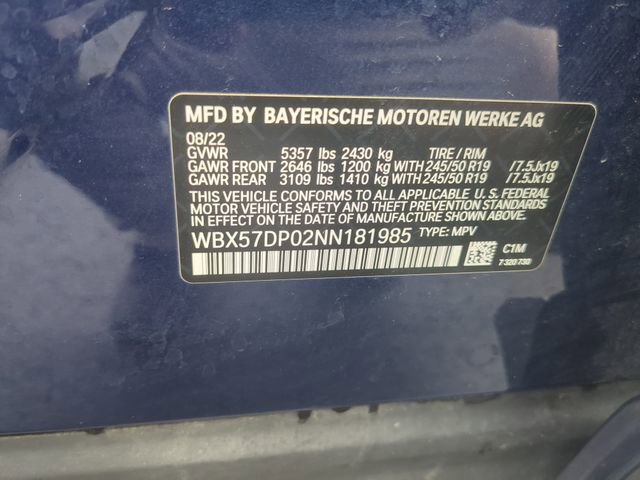 MFD BY BAYERISCHE MOTOREN WERKE AG
08/22
GVWR 5357 lbs 2430 kg TIRE / RIM
GAWR FRONT 2646 lbs 1200 kg WITH 245/50 R19 /7.5Jx19
GAWR REAR 3109 lbs 1410 kg WITH 245/50 R19 /7.5Jx19
THIS VEHICLE CONFORMS TO ALL APPLICABLE U.S. FEDERAL
MOTOR VEHICLE SAFETY AND THEFT PREVENTION STANDARDS
IN EFFECT ON THE DATE OF MANUFACTURE SHOWN ABOVE.
WBX57DP02NN181985 TYPE: MPV
C1M
7 320 730